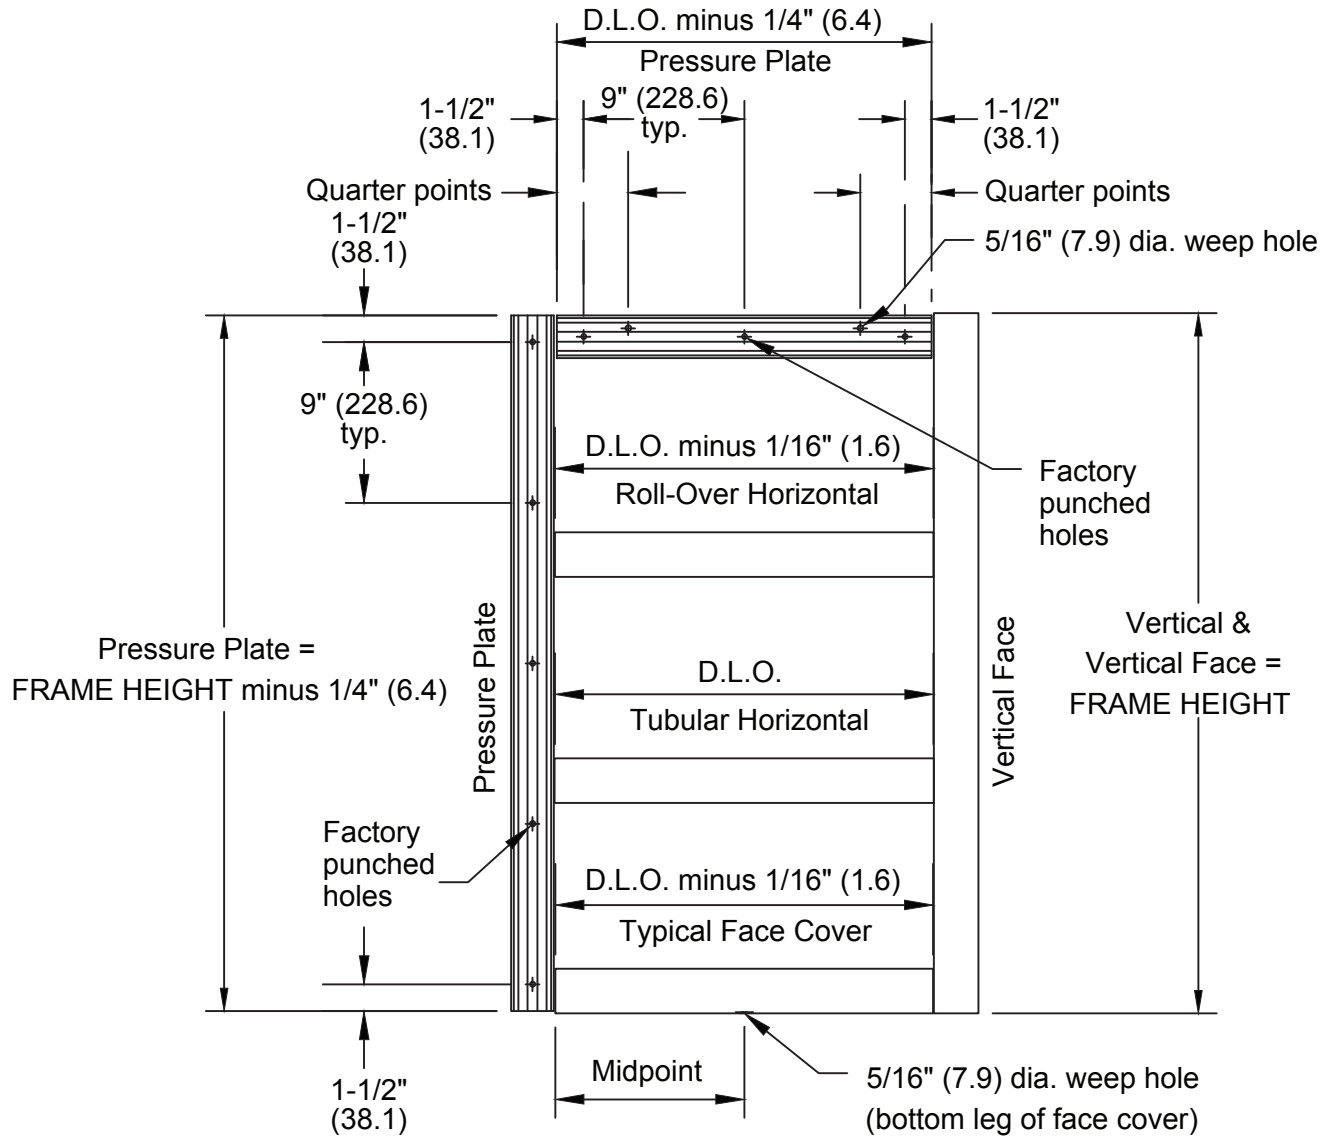 D.L.O. minus 1/4" (6.4)
Pressure Plate
1-1/2"
(38.1)
9" (228.6)
typ.
1-1/2"
(38.1)
Quarter points
Quarter points
1-1/2"
(38.1)
5/16" (7.9) dia. weep hole
9" (228.6)
typ.
D.L.O. minus 1/16" (1.6)
Roll-Over Horizontal
Factory
punched
holes
Pressure Plate =
FRAME HEIGHT minus 1/4" (6.4)
Pressure Plate
D.L.O.
Tubular Horizontal
Vertical Face
Vertical &
Vertical Face =
FRAME HEIGHT
Factory
punched
holes
D.L.O. minus 1/16" (1.6)
Typical Face Cover
1-1/2"
(38.1)
Midpoint
5/16" (7.9) dia. weep hole
(bottom leg of face cover)